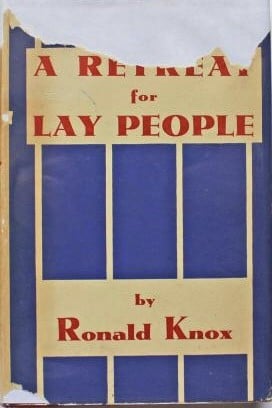 A RETREAT
for
LAY PEOPLE
by
Ronald Knox